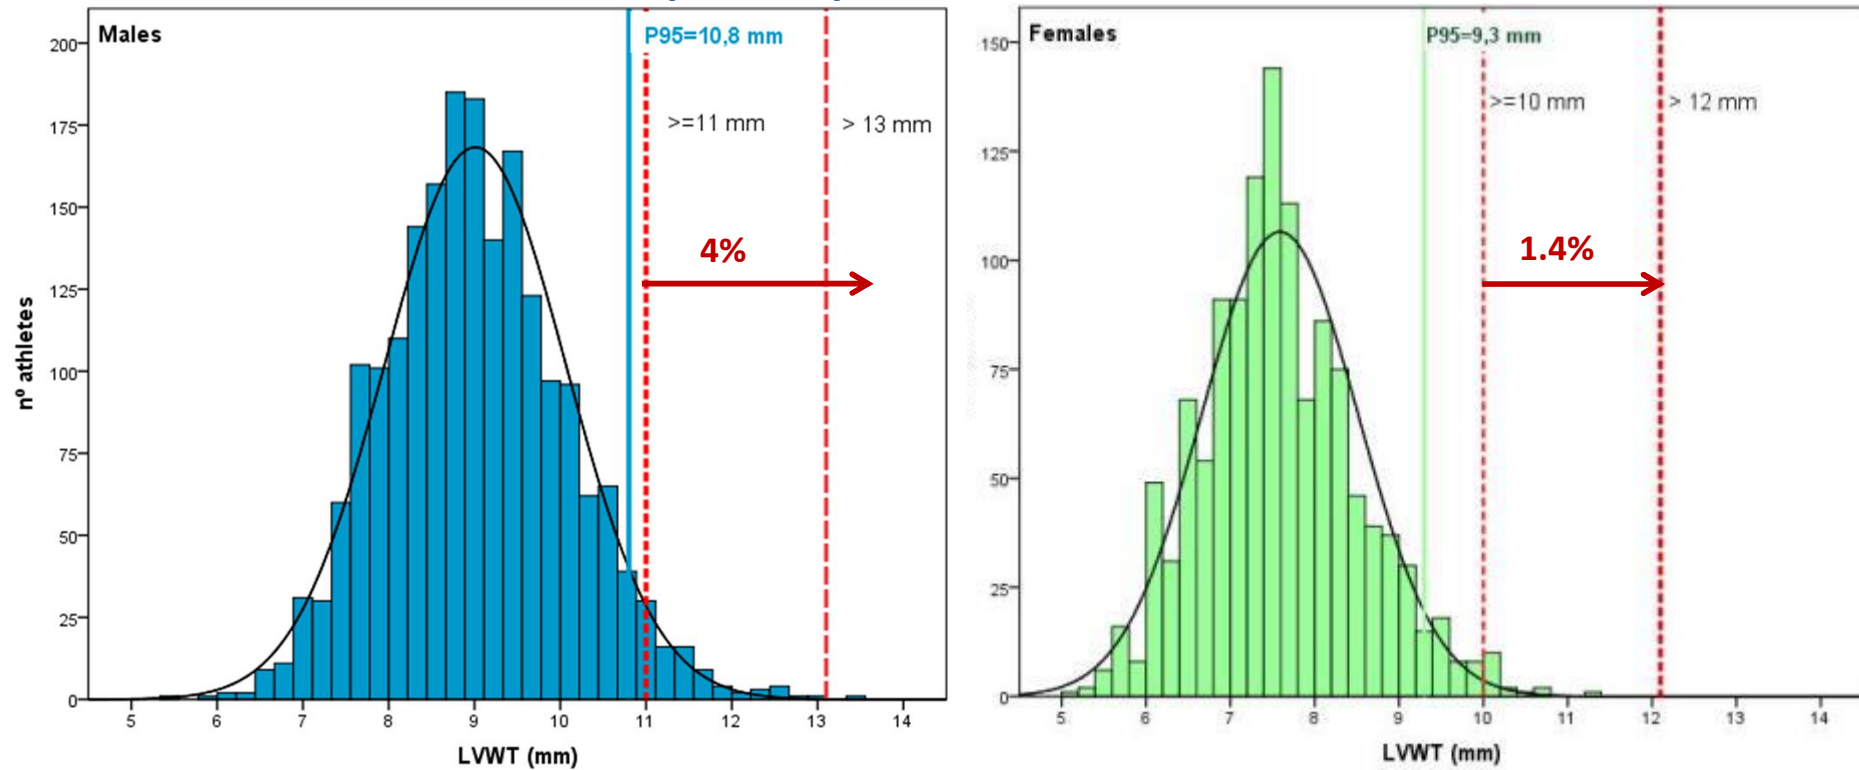 Males
P95=10,8 mm
>=11 mm
> 13 mm
4%
nº athletes
200
175
150
125
100
75
50
25
0
5 6 7 8 9 10 11 12 13 14
LVWT (mm)
Females
P95=9,3 mm
>=10 mm
> 12 mm
1.4%
150
125
100
75
50
25
0
5 6 7 8 9 10 11 12 13 14
LVWT (mm)